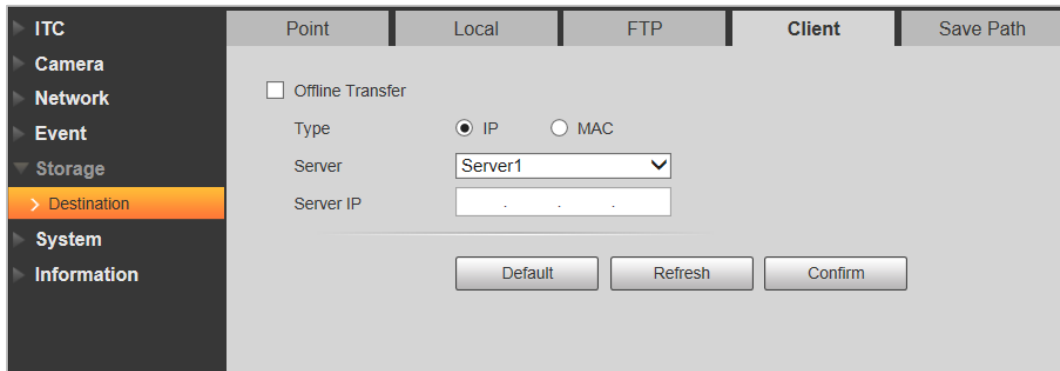 ITC
Camera
Network
Event
Storage
Destination
System
Information
Point Local FTP Client Save Path
Offline Transfer
Type IP MAC
Server Server1
Server IP . . .
Default Refresh Confirm